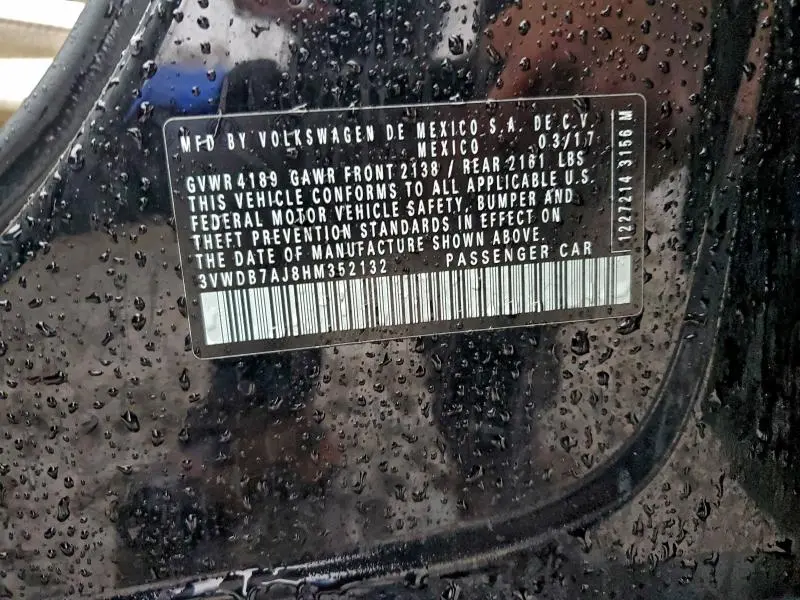 MFD BY VOLKSWAGEN DE MEXICO S.A. DE C.V.
MEXICO 03/17
GVWR 4189 GAWR FRONT 2138 / REAR 2161 LBS
THIS VEHICLE CONFORMS TO ALL APPLICABLE U.S.
FEDERAL MOTOR VEHICLE SAFETY, BUMPER AND
THEFT PREVENTION STANDARDS IN EFFECT ON
THE DATE OF MANUFACTURE SHOWN ABOVE.
3VWDB7AJ8HM352132 PASSENGER CAR
1227214 3156 M